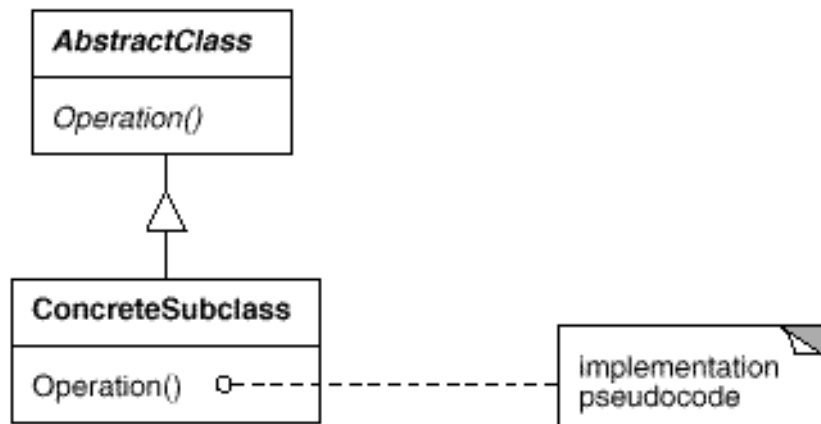 AbstractClass
Operation()
ConcreteSubclass
Operation()
implementation
pseudocode